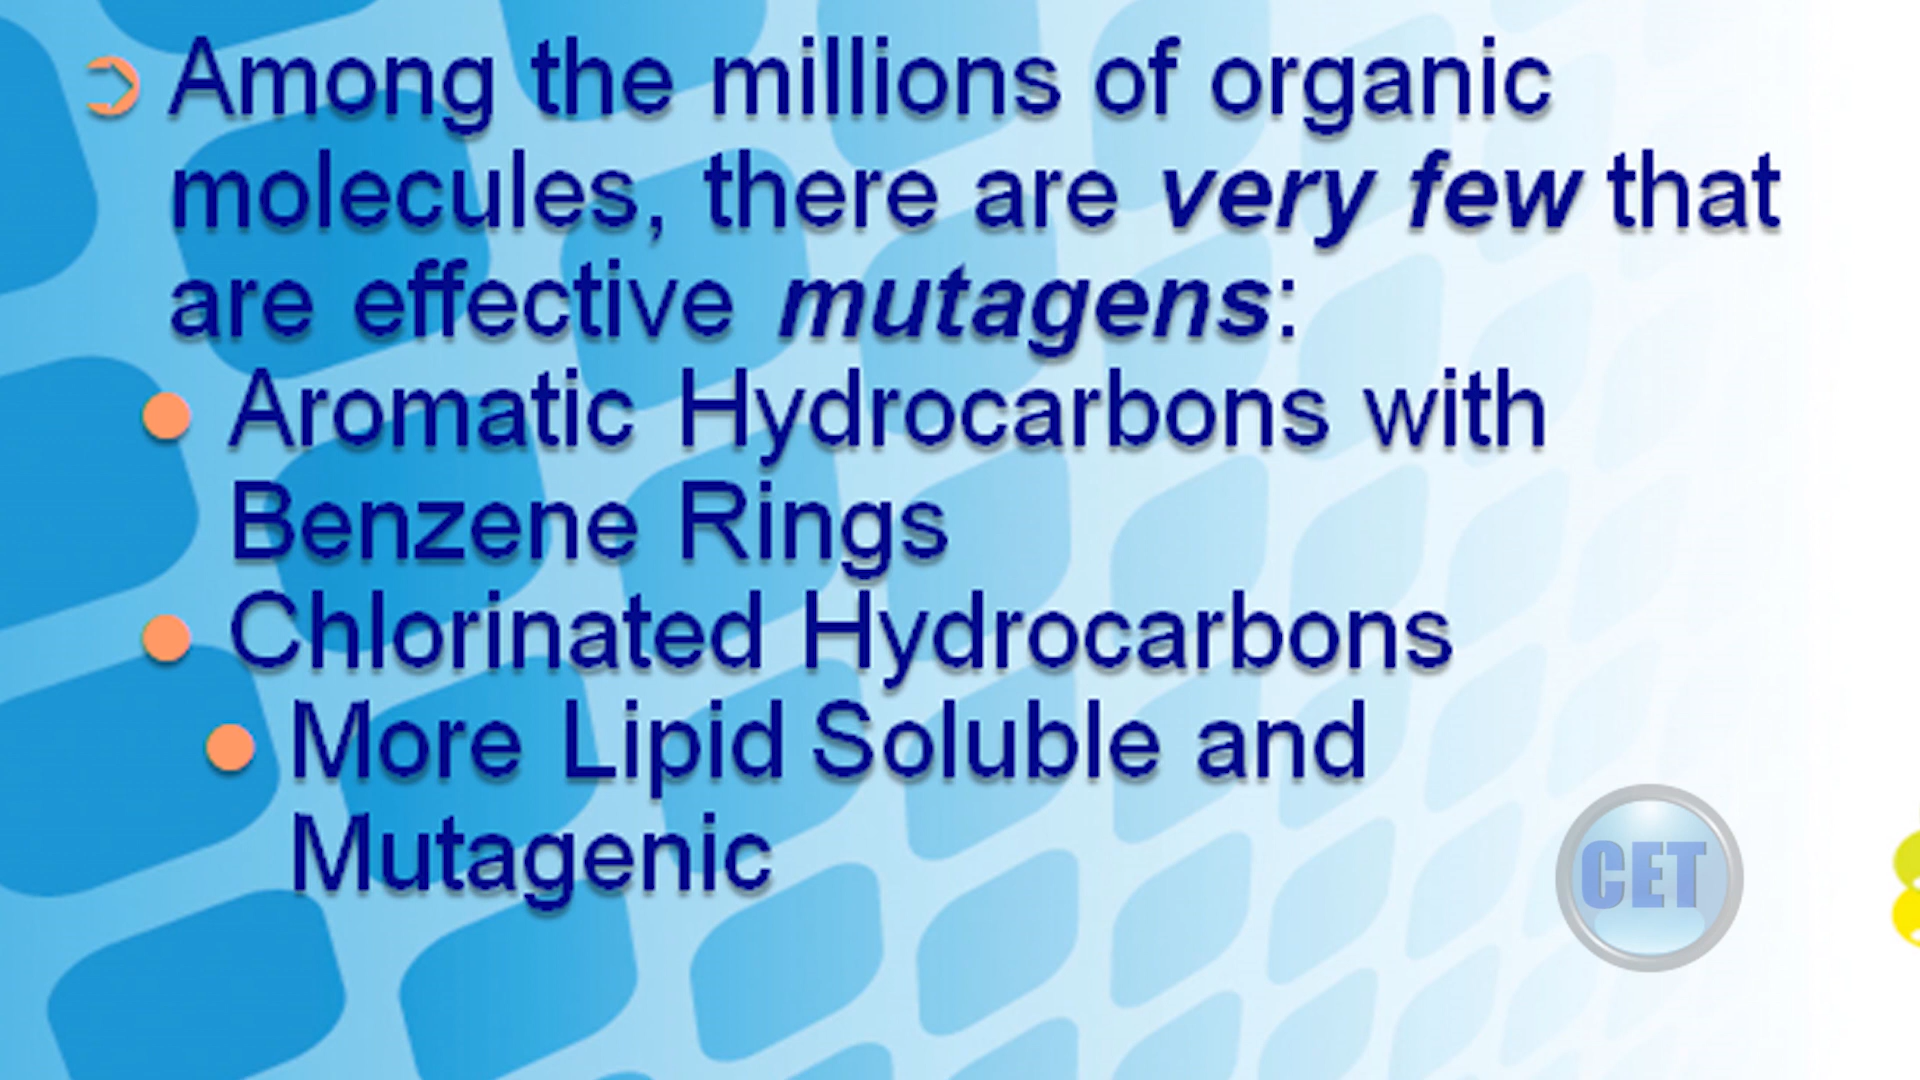 Among the millions of organic
molecules, there are very few that
are effective mutagens:
Aromatic Hydrocarbons with
Benzene Rings
Chlorinated Hydrocarbons
More Lipid Soluble and
Mutagenic
CET